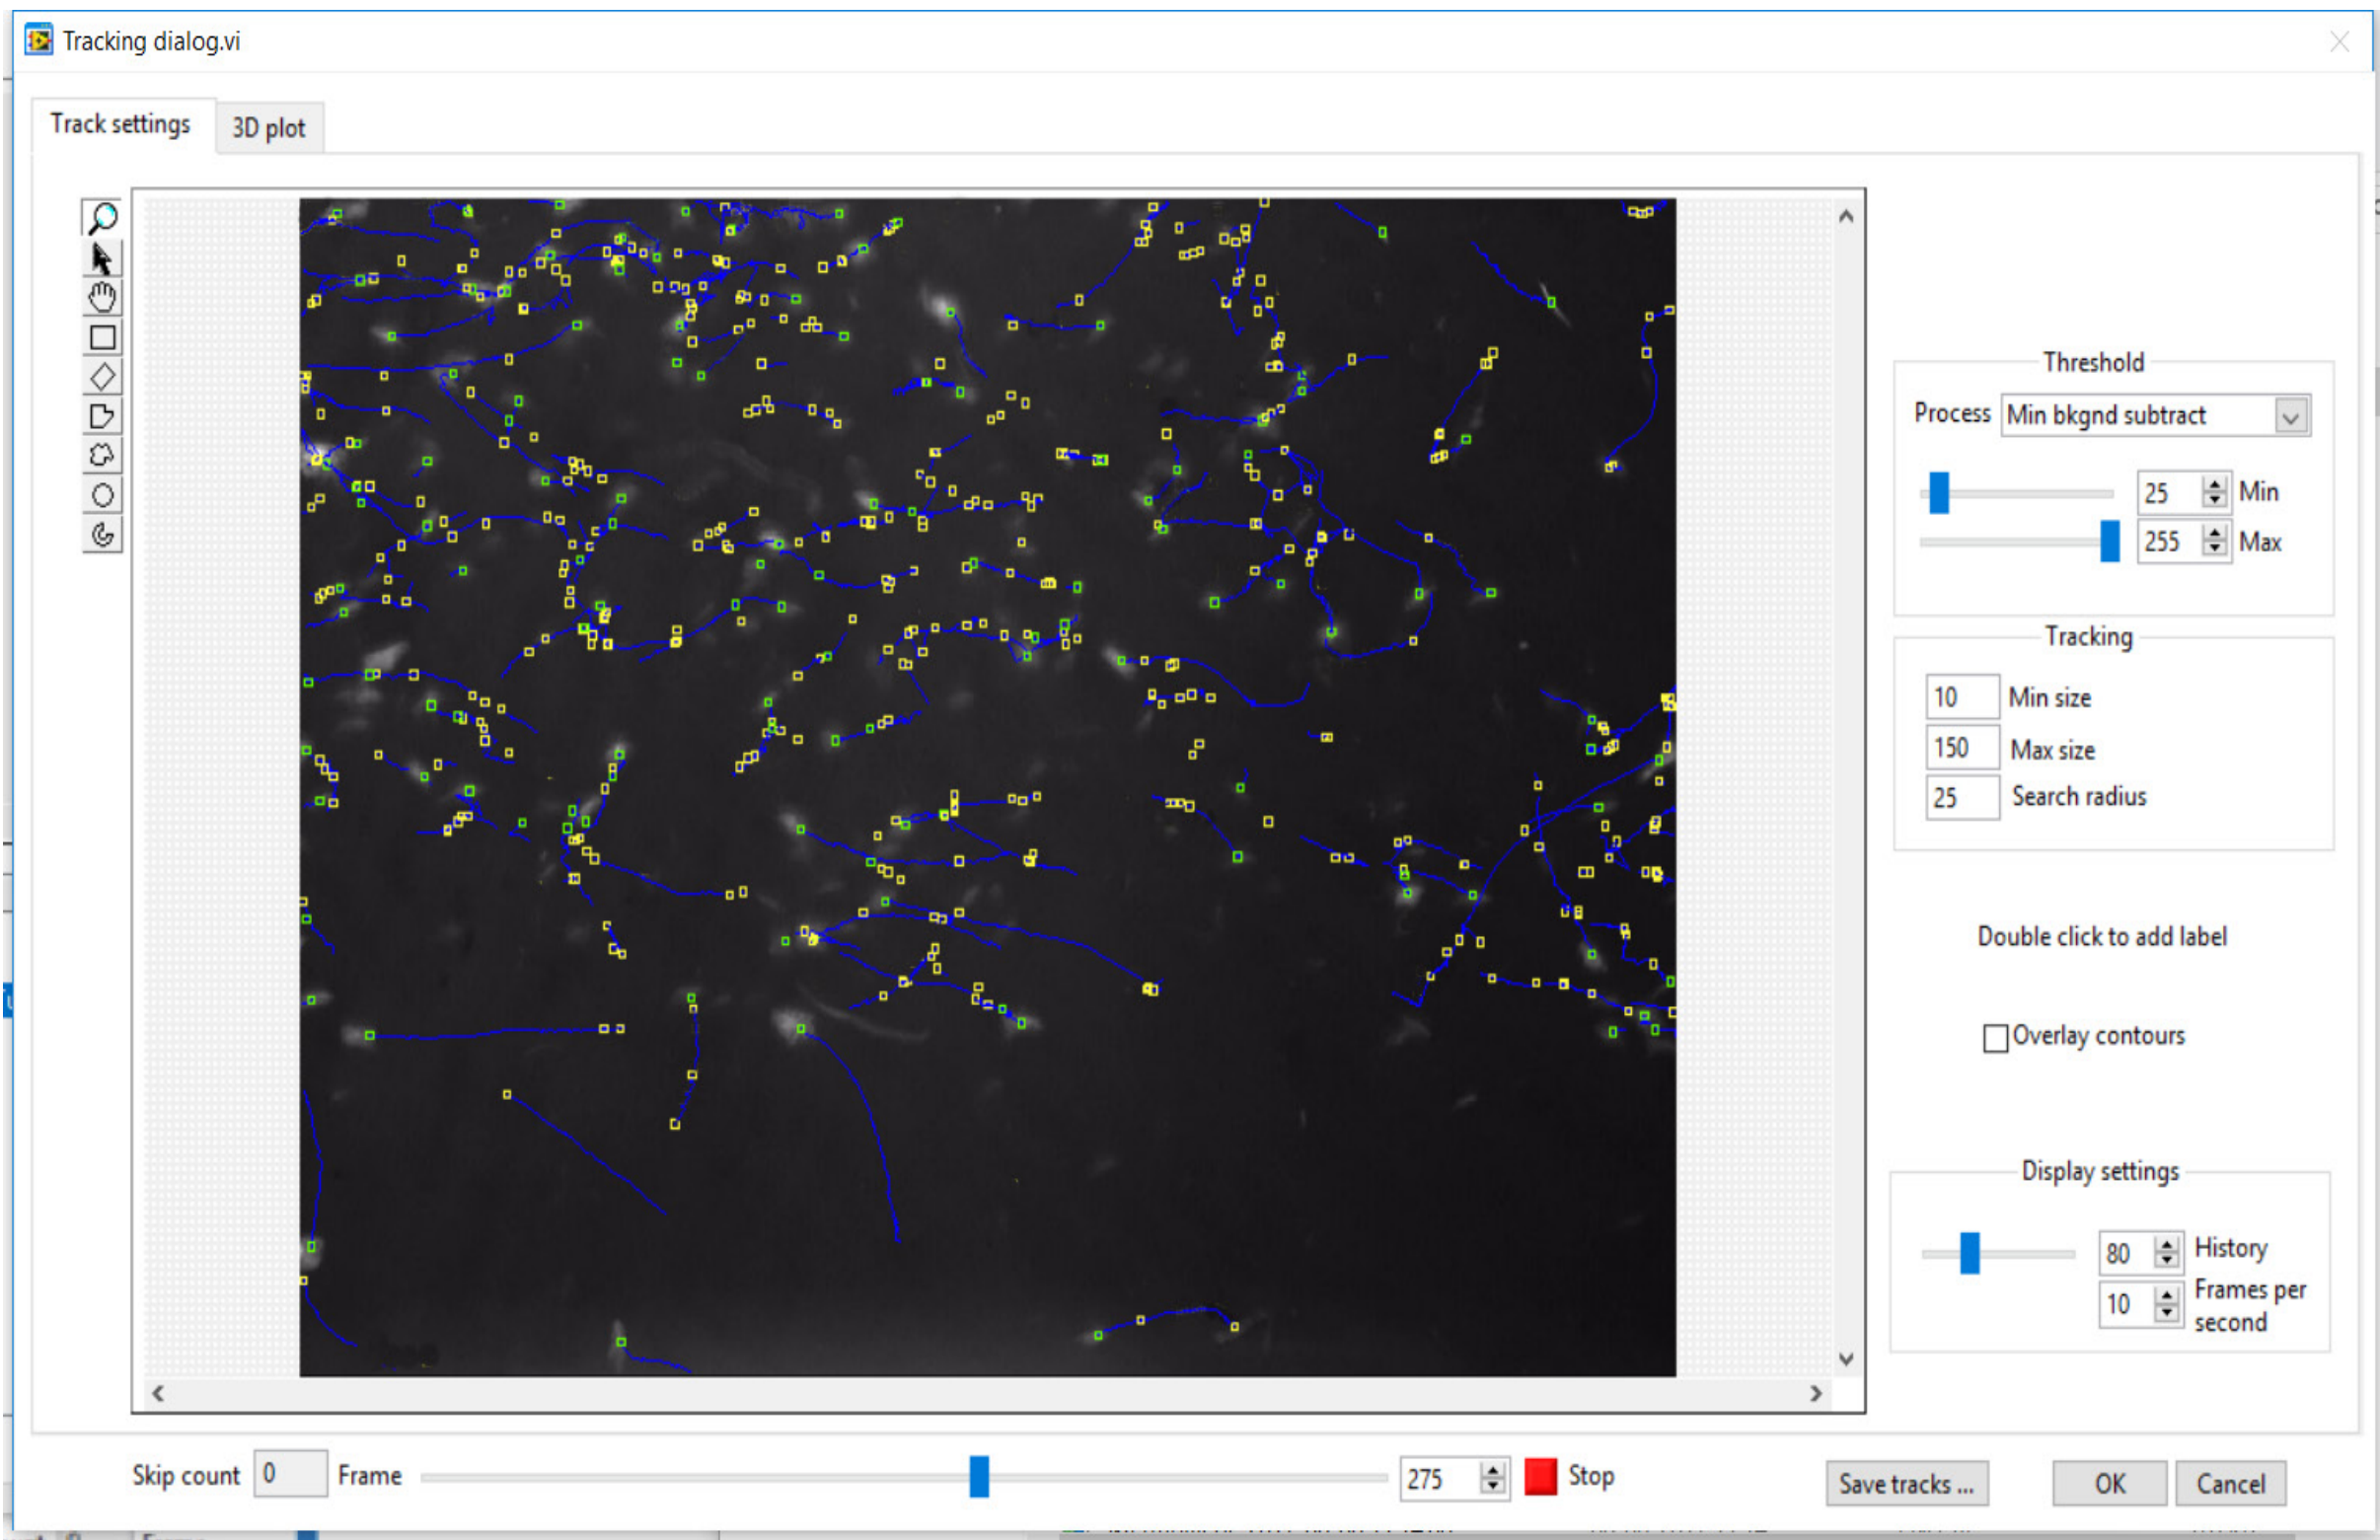 Tracking dialog.vi
Track settings
3D plot
Threshold
Process Min bkgnd subtract
25 Min
255 Max
Tracking
10 Min size
150 Max size
25 Search radius
Double click to add label
Overlay contours
Display settings
80 History
10 Frames per
second
Skip count 0 Frame 275 Stop Save tracks ... OK Cancel